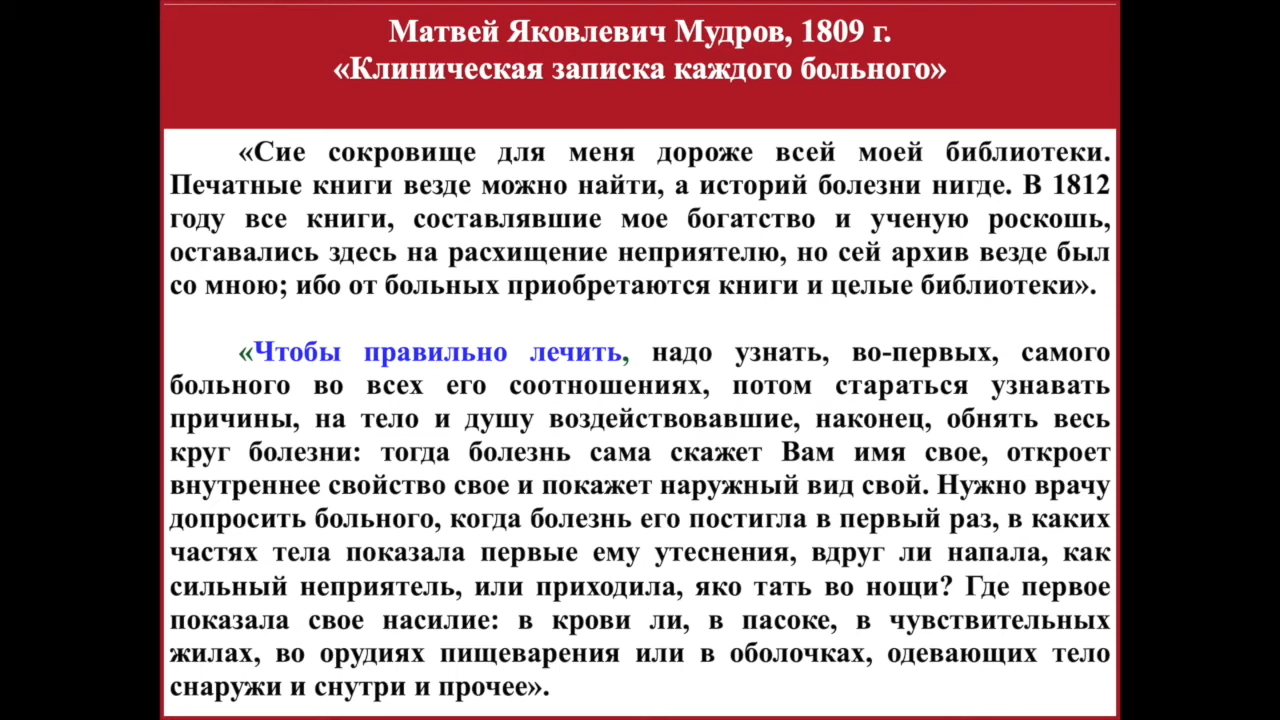 Матвей Яковлевич Мудров, 1809 г.
«Клиническая записка каждого больного»
«Сие сокровище для меня дороже всей моей библиотеки.
Печатные книги везде можно найти, а историй болезни нигде. В 1812
году все книги, составлявшие мое богатство и ученую роскошь,
оставались здесь на расхищение неприятелю, но сей архив везде был
со мною; ибо от больных приобретаются книги и целые библиотеки».
«Чтобы правильно лечить, надо узнать, во-первых, самого
больного во всех его соотношениях, потом стараться узнавать
причины, на тело и душу воздействовавшие, наконец, обнять весь
круг болезни: тогда болезнь сама скажет Вам имя свое, откроет
внутреннее свойство свое и покажет наружный вид свой. Нужно врачу
допросить больного, когда болезнь его постигла в первый раз, в каких
частях тела показала первые ему утеснения, вдруг ли напала, как
сильный неприятель, или приходила, яко тать во нощи? Где первое
показала свое насилие: в крови ли, в пасоке, в чувствительных
жилах, во орудиях пищеварения или в оболочках, одевающих тело
снаружи и снутри и прочее».